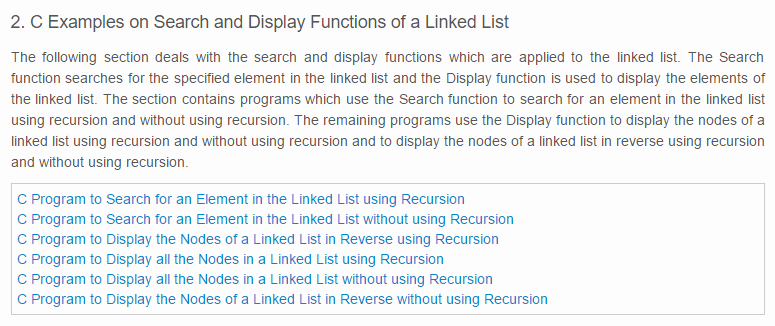 2. C Examples on Search and Display Functions of a Linked List
The following section deals with the search and display functions which are applied to the linked list. The Search
function searches for the specified element in the linked list and the Display function is used to display the elements of
the linked list. The section contains programs which use the Search function to search for an element in the linked list
using recursion and without using recursion. The remaining programs use the Display function to display the nodes of a
linked list using recursion and without using recursion and to display the nodes of a linked list in reverse using recursion
and without using recursion.
C Program to Search for an Element in the Linked List using Recursion
C Program to Search for an Element in the Linked List without using Recursion
C Program to Display the Nodes of a Linked List in Reverse using Recursion
C Program to Display all the Nodes in a Linked List using Recursion
C Program to Display all the Nodes in a Linked List without using Recursion
C Program to Display the Nodes of a Linked List in Reverse without using Recursion